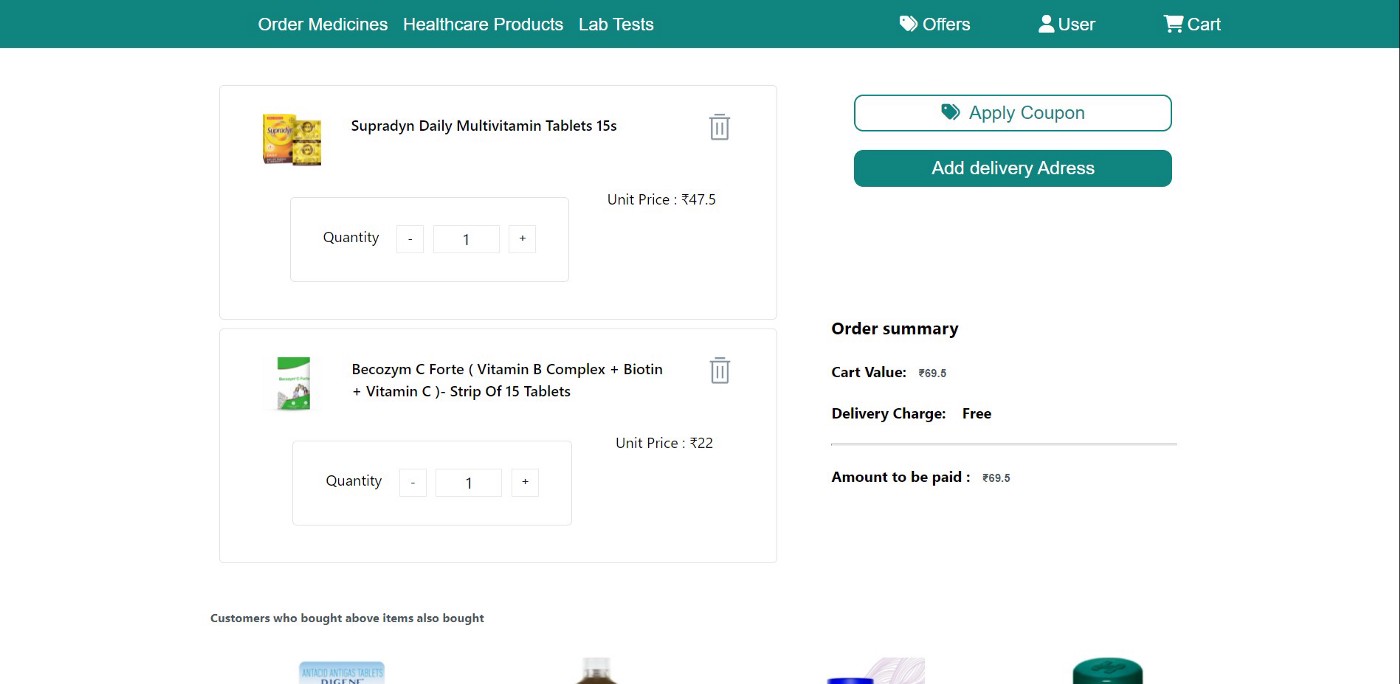 Order Medicines Healthcare Products Lab Tests Offers User Cart
Supradyn Daily Multivitamin Tablets 15s
Unit Price : ₹47.5
Quantity - 1 +
Becozym C Forte ( Vitamin B Complex + Biotin
+ Vitamin C )- Strip Of 15 Tablets
Unit Price : ₹22
Quantity - 1 +
Apply Coupon
Add delivery Adress
Order summary
Cart Value: ₹69.5
Delivery Charge: Free
Amount to be paid : ₹69.5
Customers who bought above items also bought
ANTACID ANTIGAS TABLETS
DIGENE